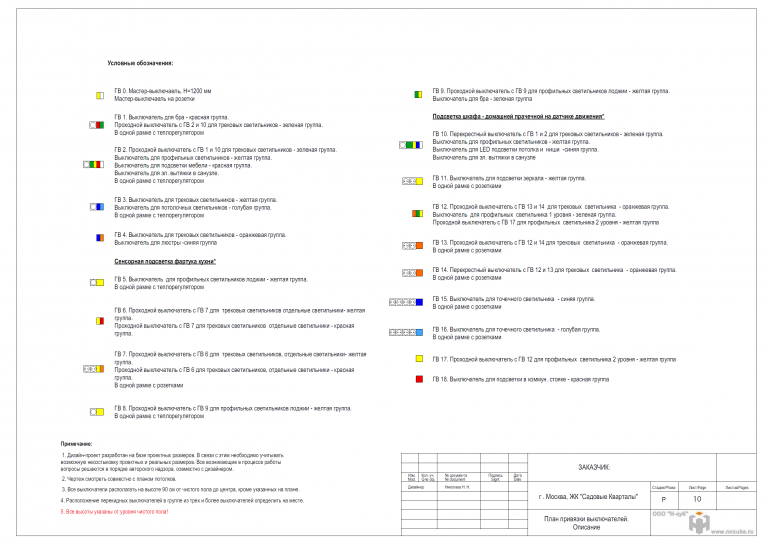 Условные обозначения:
ГВ 0. Мастер-выключаель, Н=1200 мм
Мастер-выключаель на розетки
ГВ 1. Выключатель для бра - красная группа.
Проходной выключатель с ГВ 2 и 10 для трековых светильников - зеленая группа.
В одной рамке с теплорегулятором
ГВ 2. Проходной выключатель с ГВ 1 и 10 для трековых светильников - зеленая группа.
Выключатель для профильных светильников - желтая группа.
Выключатель для подсветки мебели - красная группа.
Выключатель для эл. вытяжки в санузле.
В одной рамке с теплорегулятором
ГВ 3. Выключатель для трековых светильников - желтая группа.
Выключатель для потолочных светильников - голубая группа.
В одной рамке с теплорегулятором
ГВ 4. Выключатель для трековых светильников - оранжевая группа.
Выключатель для люстры -синяя группа
Сенсорная подсветка фартука кухни*
ГВ 5. Выключатель для профильных светильников лоджии - желтая группа.
В одной рамке с теплорегулятором
ГВ 6. Проходной выключатель с ГВ 7 для трековых светильников отдельные светильники- желтая
группа.
Проходной выключатель с ГВ 7 для трековых светильников отдельные светильники - красная
группа.
ГВ 7. Проходной выключатель с ГВ 6 для трековых светильников, отдельные светильники- желтая
группа.
Проходной выключатель с ГВ 6 для трековых светильников, отдельные светильники - красная
группа.
В одной рамке с розетками
ГВ 8. Проходной выключатель с ГВ 9 для профильных светильников лоджии - желтая группа.
В одной рамке с теплорегулятором
ГВ 9. Проходной выключатель с ГВ 9 для профильных светильников лоджии - желтая группа.
Выключатель для бра - зеленая группа
Подсветка шкафа - домашней прачечной на датчике движения*
ГВ 10. Перекрестный выключатель с ГВ 1 и 2 для трековых светильников - зеленая группа.
Выключатель для профильных светильников - желтая группа.
Выключатель для LED подсветки потолка и ниши -синяя группа.
Выключатель для эл. вытяжки в санузле
ГВ 11. Выключатель для подсветки зеркала - желтая группа.
В одной рамке с розетками
ГВ 12. Проходной выключатель с ГВ 13 и 14 для трековых светильника - оранжевая группа.
Выключатель для профильных светильника 1 уровня - зеленая группа.
Проходной выключатель с ГВ 17 для профильных светильника 2 уровня - желтая группа
ГВ 13. Проходной выключатель с ГВ 12 и 14 для трековых светильника - оранжевая группа.
В одной рамке с розетками
ГВ 14. Перекрестный выключатель с ГВ 12 и 13 для трековых светильника - оранжевая группа.
В одной рамке с розетками
ГВ 15. Выключатель для точечного светильника - синяя группа.
В одной рамке с розетками
ГВ 16. Выключатель для точечного светильника - голубая группа.
В одной рамке с розетками
ГВ 17. Проходной выключатель с ГВ 12 для профильных светильника 2 уровня - желтая группа
ГВ 18. Выключатель для подсветки в коммун. стояке - красная группа
Примечание:
1. Дизайн-проект разработан на базе проектных размеров. В связи с этим необходимо учитывать
возможную нестыковку проектных и реальных размеров. Все возникающие в процессе работы
вопросы решаются в порядке авторского надзора, совместно с дизайнером.
2. Чертеж смотреть совместно с планом потолков.
3. Все выключатели располагать на высоте 90 см от чистого пола до центра, кроме указанных на плане.
4. Расположение перекидных выключателей в группе из трех и более выключателей определить на месте.
5. Все высоты указаны от уровня чистого пола!
Изм. Кол. уч. № документа Подпись Дата
Mod. Qne doj. № document Signt. Date
Дизайнер Николаев Н. Н.
ЗАКАЗЧИК:
г . Москва, ЖК "Садовые Кварталы"
Стадия/Phase Лист/Page Листов/Pages
Р 10
План привязки выключателей.
Описание
ООО "Н-куб"
www.nncube.ru